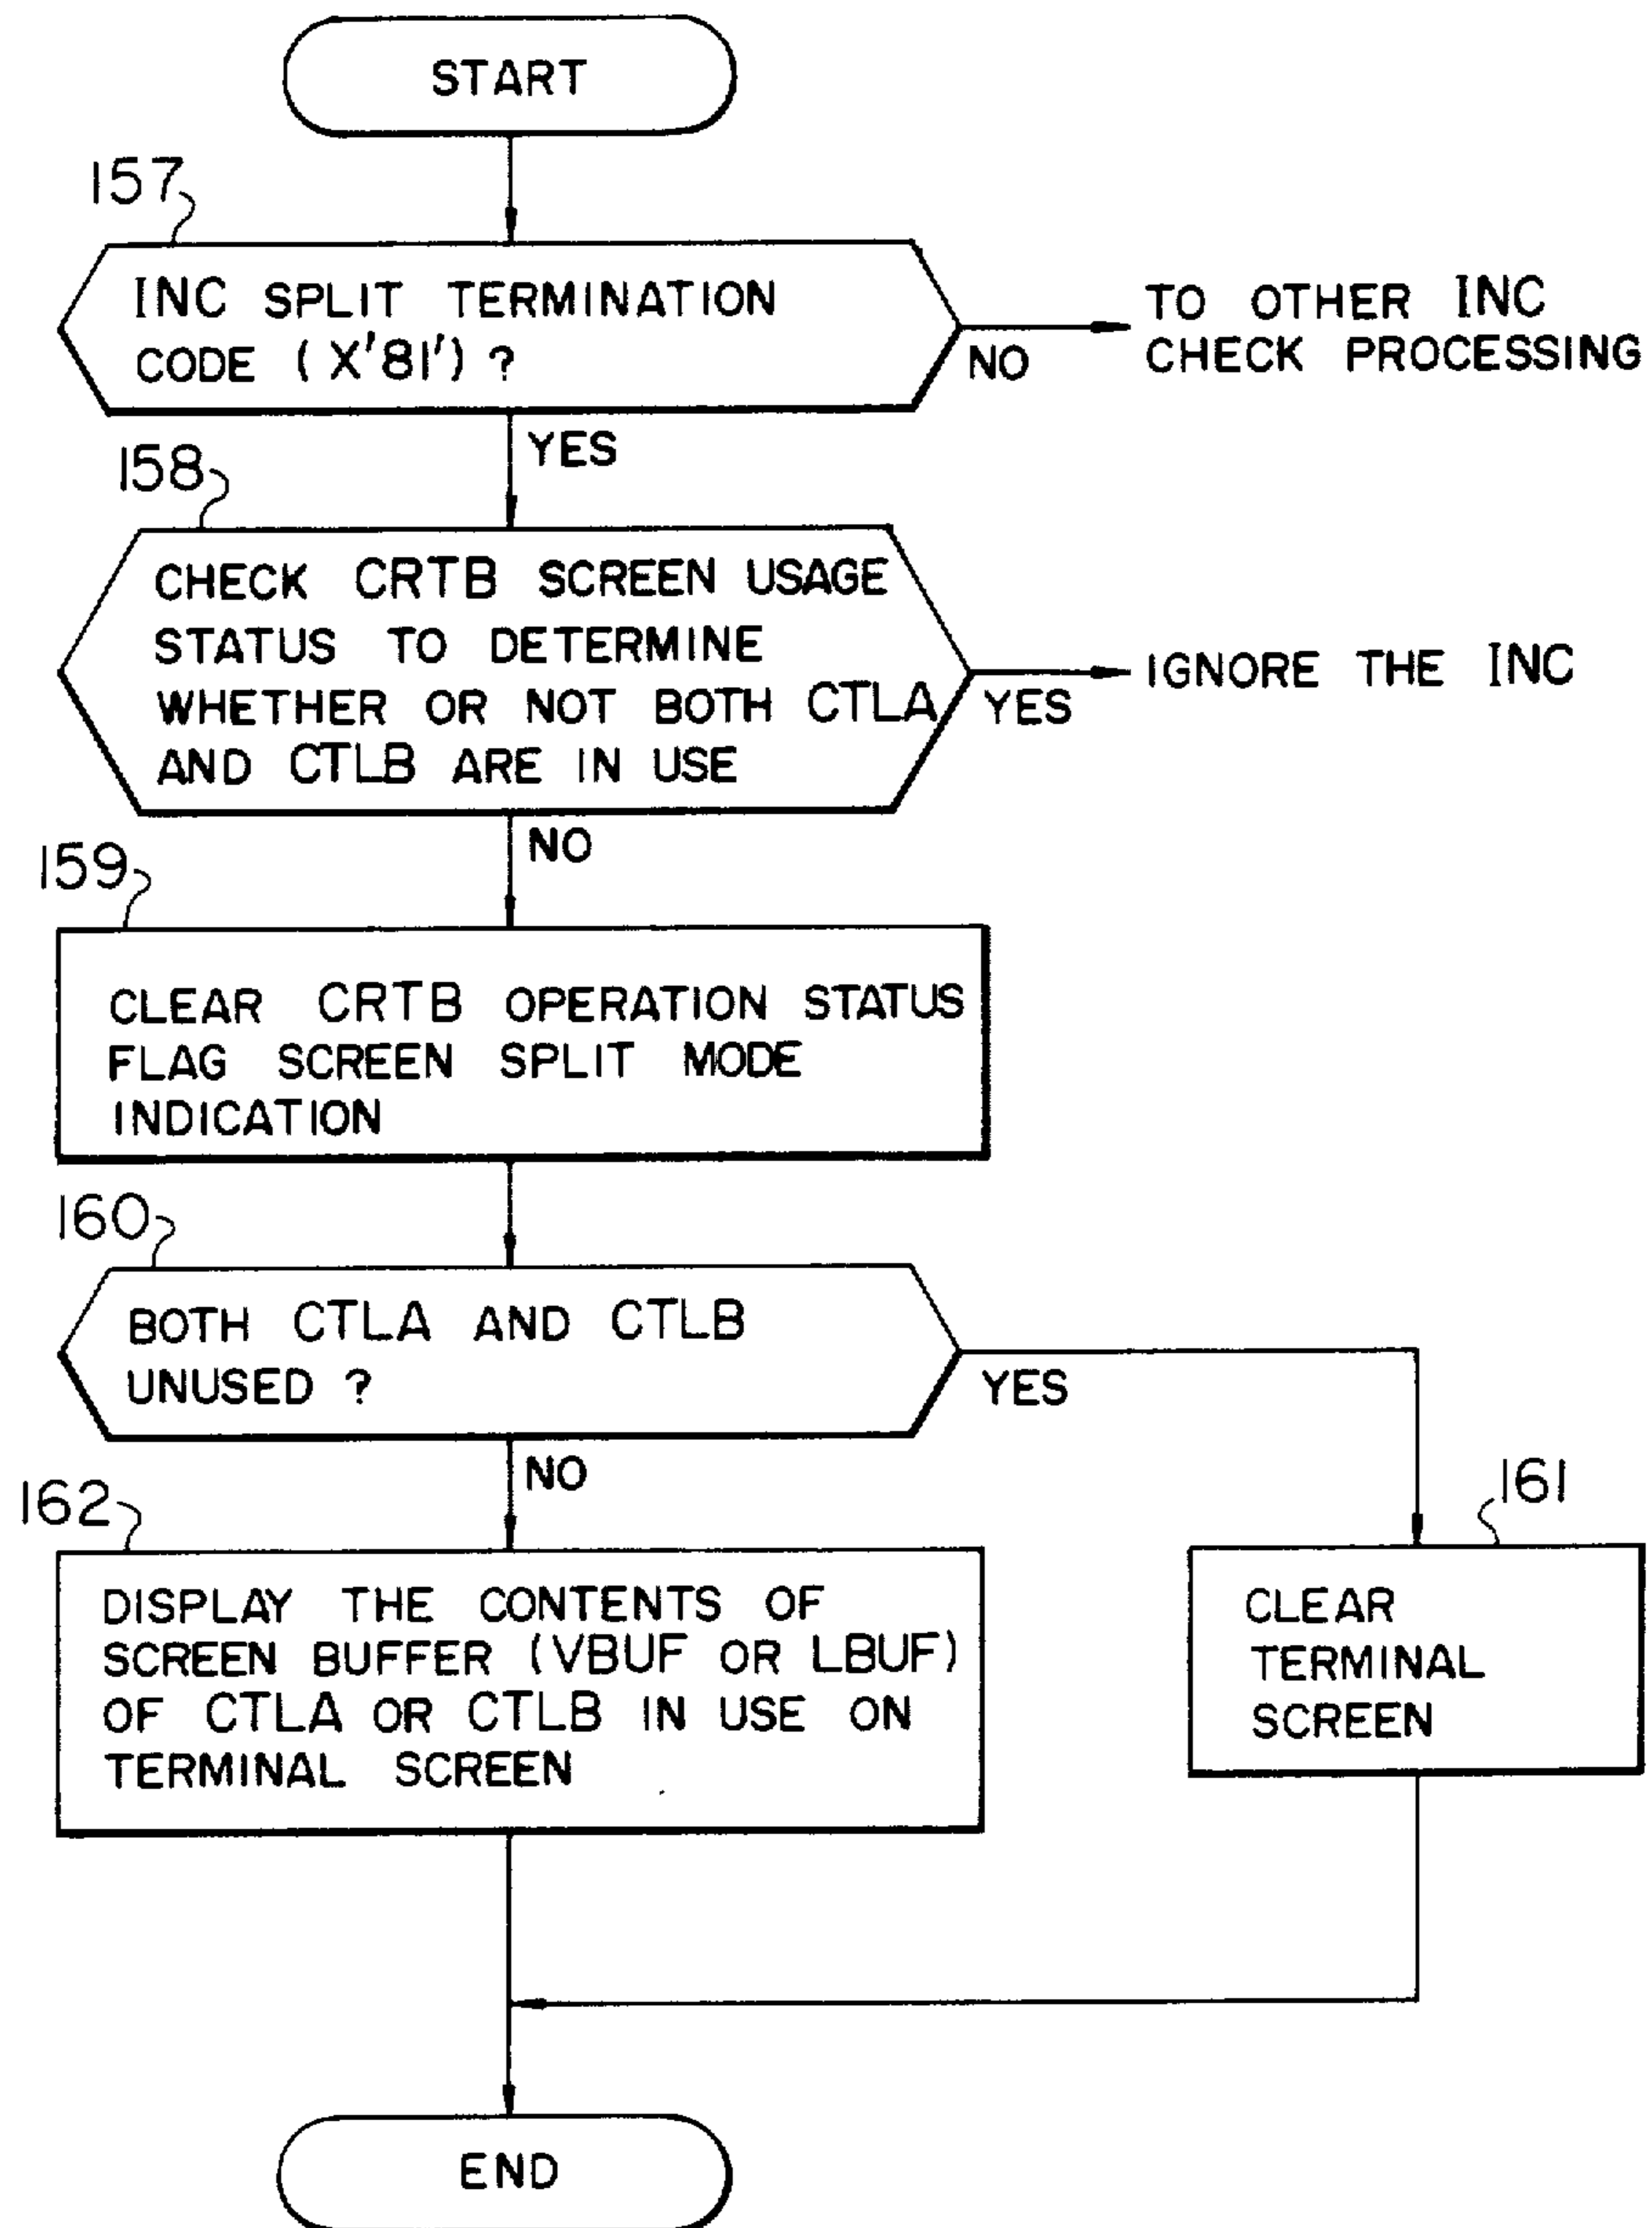 START
157
INC SPLIT TERMINATION
CODE (X'81') ?
NO
TO OTHER INC
CHECK PROCESSING
YES
158
CHECK CRTB SCREEN USAGE
STATUS TO DETERMINE
WHETHER OR NOT BOTH CTLA
AND CTLB ARE IN USE
YES
IGNORE THE INC
NO
159
CLEAR CRTB OPERATION STATUS
FLAG SCREEN SPLIT MODE
INDICATION
160
BOTH CTLA AND CTLB
UNUSED ?
YES
NO
162
DISPLAY THE CONTENTS OF
SCREEN BUFFER (VBUF OR LBUF)
OF CTLA OR CTLB IN USE ON
TERMINAL SCREEN
161
CLEAR
TERMINAL
SCREEN
END